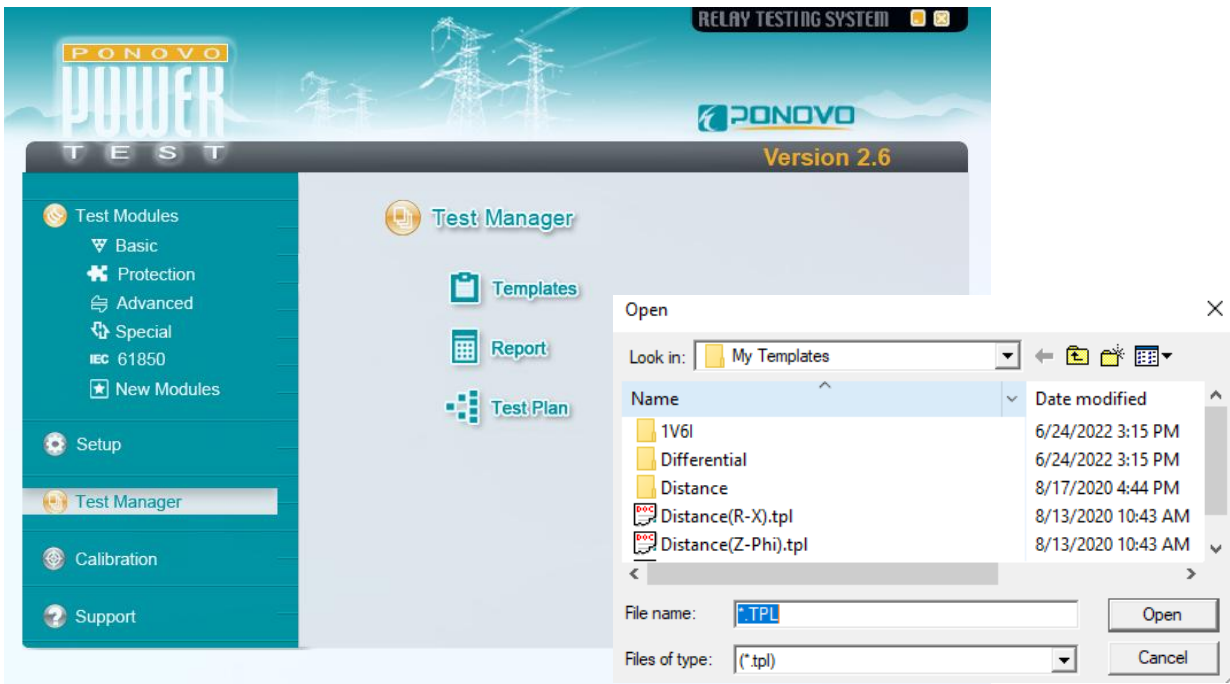 RELAY TESTING SYSTEM
PONOVO
POWER
TEST
PONOVO
Version 2.6
Test Modules
Basic
Protection
Advanced
Special
IEC 61850
New Modules
Setup
Test Manager
Calibration
Support
Test Manager
Templates
Report
Test Plan
Open
Look in: My Templates
Name Date modified
1V6I 6/24/2022 3:15 PM
Differential 6/24/2022 3:15 PM
Distance 8/17/2020 4:44 PM
DOC Distance(R-X).tpl 8/13/2020 10:43 AM
DOC Distance(Z-Phi).tpl 8/13/2020 10:43 AM
File name: *.TPL Open
Files of type: (*.tpl) Cancel